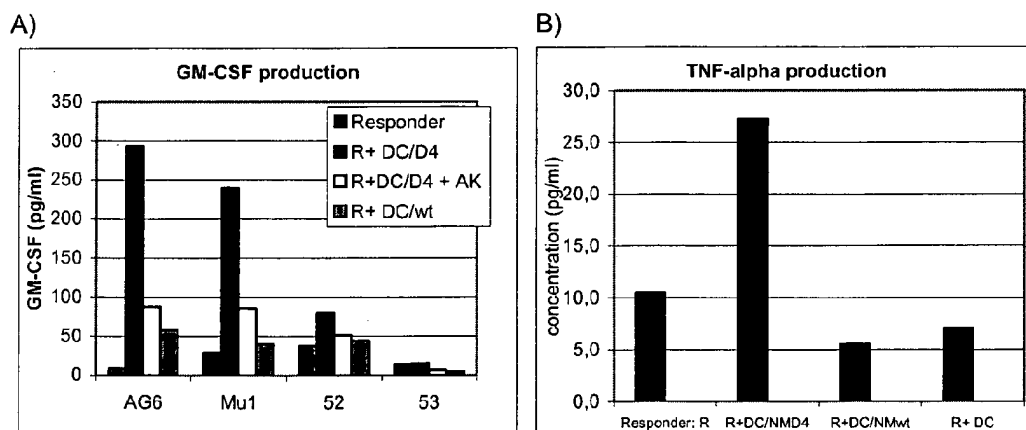 A)
GM-CSF production
GM-CSF (pg/ml)
350
300
250
200
150
100
50
0
Responder
R+ DC/D4
R+DC/D4 + AK
R+ DC/wt
AG6 Mu1 52 53
B)
TNF-alpha production
concentration (pg/ml)
30,0
25,0
20,0
15,0
10,0
5,0
0,0
Responder: R R+DC/NMD4 R+DC/NMwt R+ DC